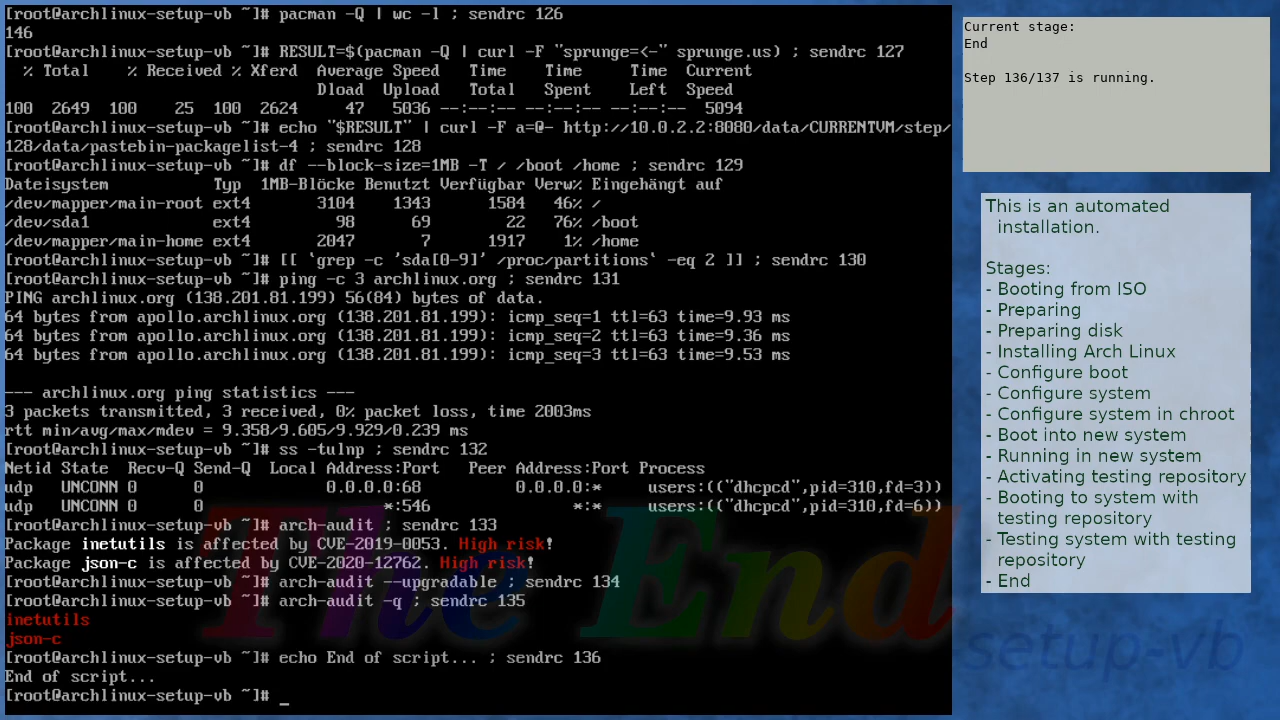 [root@archlinux-setup-vb ~]# pacman -Q | wc -l ; sendrc 126
146
[root@archlinux-setup-vb ~]# RESULT=$(pacman -Q | curl -F "sprunge=<-" sprunge.us) ; sendrc 127
  % Total    % Received % Xferd  Average Speed   Time    Time     Time  Current
                                 Dload  Upload   Total   Spent    Left  Speed
100  2649  100    25  100  2624     47   5036 --:--:-- --:--:-- --:--:--  5094
[root@archlinux-setup-vb ~]# echo "$RESULT" | curl -F a=@- http://10.0.2.2:8080/data/CURRENTVM/step/
128/data/pastebin-packagelist-4 ; sendrc 128
[root@archlinux-setup-vb ~]# df --block-size=1MB -T / /boot /home ; sendrc 129
Dateisystem           Typ  1MB-Blöcke Benutzt Verfügbar Verw% Eingehängt auf
/dev/mapper/main-root ext4       3104    1343      1584   46% /
/dev/sda1             ext4         98      69        22   76% /boot
/dev/mapper/main-home ext4       2047       7      1917    1% /home
[root@archlinux-setup-vb ~]# [[ `grep -c 'sda[0-9]' /proc/partitions` -eq 2 ]] ; sendrc 130
[root@archlinux-setup-vb ~]# ping -c 3 archlinux.org ; sendrc 131
PING archlinux.org (138.201.81.199) 56(84) bytes of data.
64 bytes from apollo.archlinux.org (138.201.81.199): icmp_seq=1 ttl=63 time=9.93 ms
64 bytes from apollo.archlinux.org (138.201.81.199): icmp_seq=2 ttl=63 time=9.36 ms
64 bytes from apollo.archlinux.org (138.201.81.199): icmp_seq=3 ttl=63 time=9.53 ms

--- archlinux.org ping statistics ---
3 packets transmitted, 3 received, 0% packet loss, time 2003ms
rtt min/avg/max/mdev = 9.358/9.605/9.929/0.239 ms
[root@archlinux-setup-vb ~]# ss -tulnp ; sendrc 132
Netid State  Recv-Q Send-Q  Local Address:Port   Peer Address:Port Process
udp   UNCONN 0      0             0.0.0.0:68          0.0.0.0:*     users:(("dhcpcd",pid=310,fd=3))
udp   UNCONN 0      0                   *:546               *:*     users:(("dhcpcd",pid=310,fd=6))
[root@archlinux-setup-vb ~]# arch-audit ; sendrc 133
Package inetutils is affected by CVE-2019-0053. High risk!
Package json-c is affected by CVE-2020-12762. High risk!
[root@archlinux-setup-vb ~]# arch-audit --upgradable ; sendrc 134
[root@archlinux-setup-vb ~]# arch-audit -q ; sendrc 135
inetutils
json-c
[root@archlinux-setup-vb ~]# echo End of script... ; sendrc 136
End of script...
[root@archlinux-setup-vb ~]# _
The End
Current stage:
End

Step 136/137 is running.
This is an automated
installation.

Stages:
- Booting from ISO
- Preparing
- Preparing disk
- Installing Arch Linux
- Configure boot
- Configure system
- Configure system in chroot
- Boot into new system
- Running in new system
- Activating testing repository
- Booting to system with
testing repository
- Testing system with testing
repository
- End
setup-vb